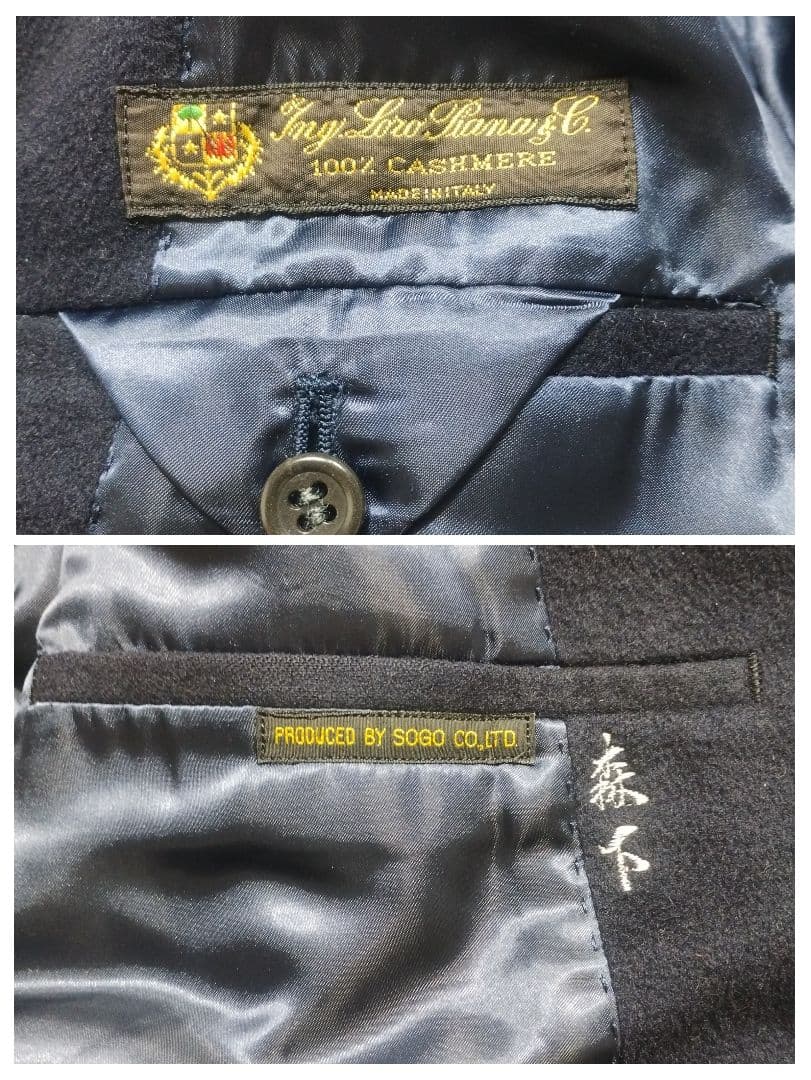 Ing. Loro Piana & C.
100% CASHMERE
MADE IN ITALY
PRODUCED BY SOGO CO.,LTD.
森下